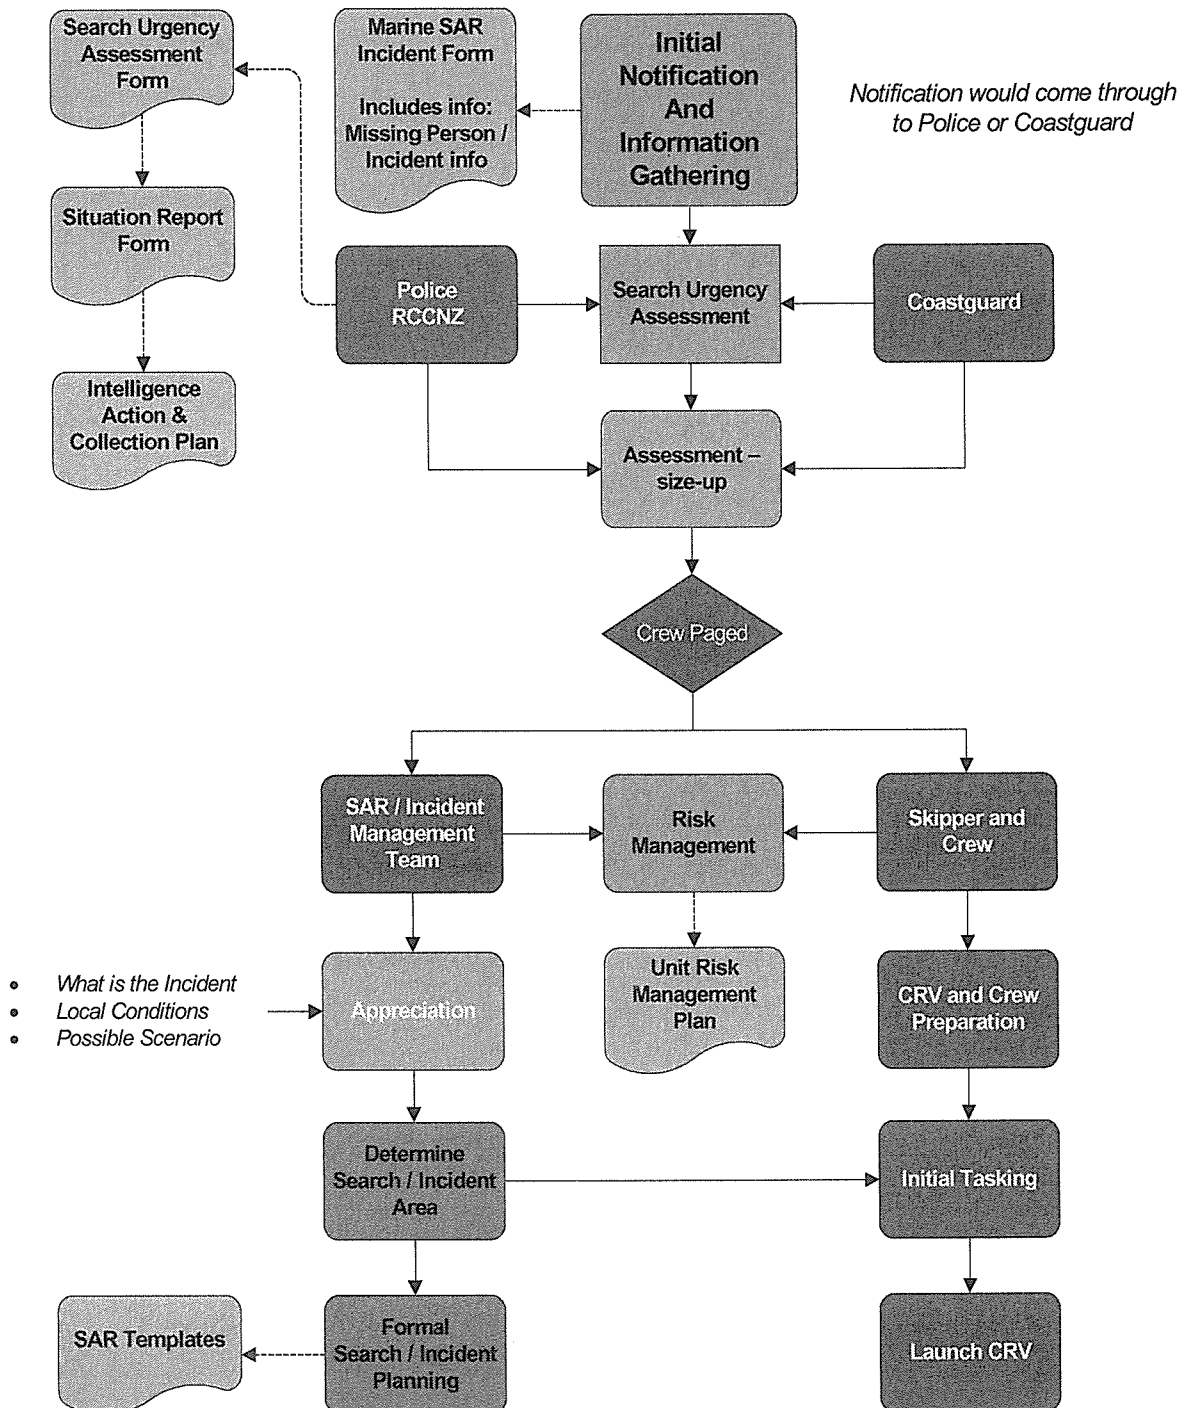 Search Urgency
Assessment
Form
Marine SAR
Incident Form
Includes info:
Missing Person /
Incident info
Initial
Notification
And
Information
Gathering
Notification would come through
to Police or Coastguard
Situation Report
Form
Police
RCCNZ
Search Urgency
Assessment
Coastguard
Intelligence
Action &
Collection Plan
Assessment –
size-up
Crew Paged
SAR / Incident
Management
Team
Risk
Management
Skipper and
Crew
• What is the Incident
• Local Conditions
• Possible Scenario
Appreciation
Unit Risk
Management
Plan
CRV and Crew
Preparation
Determine
Search / Incident
Area
Initial Tasking
SAR Templates
Formal
Search / Incident
Planning
Launch CRV